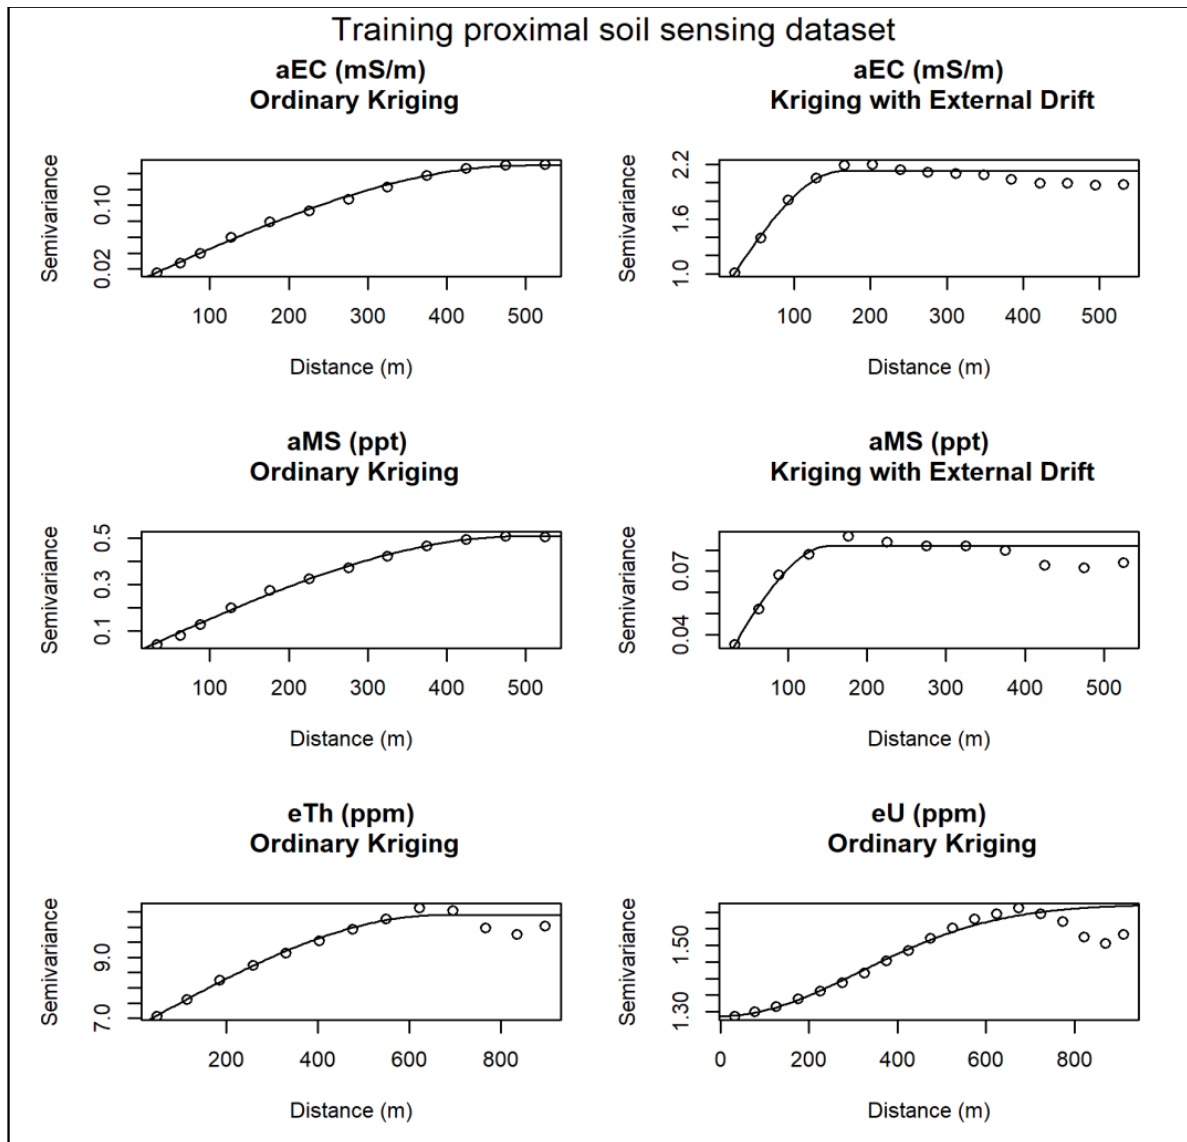 Training proximal soil sensing dataset
aEC (mS/m)
Ordinary Kriging
Semivariance
0.10
0.02
100 200 300 400 500
Distance (m)
aEC (mS/m)
Kriging with External Drift
Semivariance
2.2
1.6
1.0
100 200 300 400 500
Distance (m)
aMS (ppt)
Ordinary Kriging
Semivariance
0.5
0.3
0.1
100 200 300 400 500
Distance (m)
aMS (ppt)
Kriging with External Drift
Semivariance
0.07
0.04
100 200 300 400 500
Distance (m)
eTh (ppm)
Ordinary Kriging
Semivariance
9.0
7.0
200 400 600 800
Distance (m)
eU (ppm)
Ordinary Kriging
Semivariance
1.50
1.30
0 200 400 600 800
Distance (m)